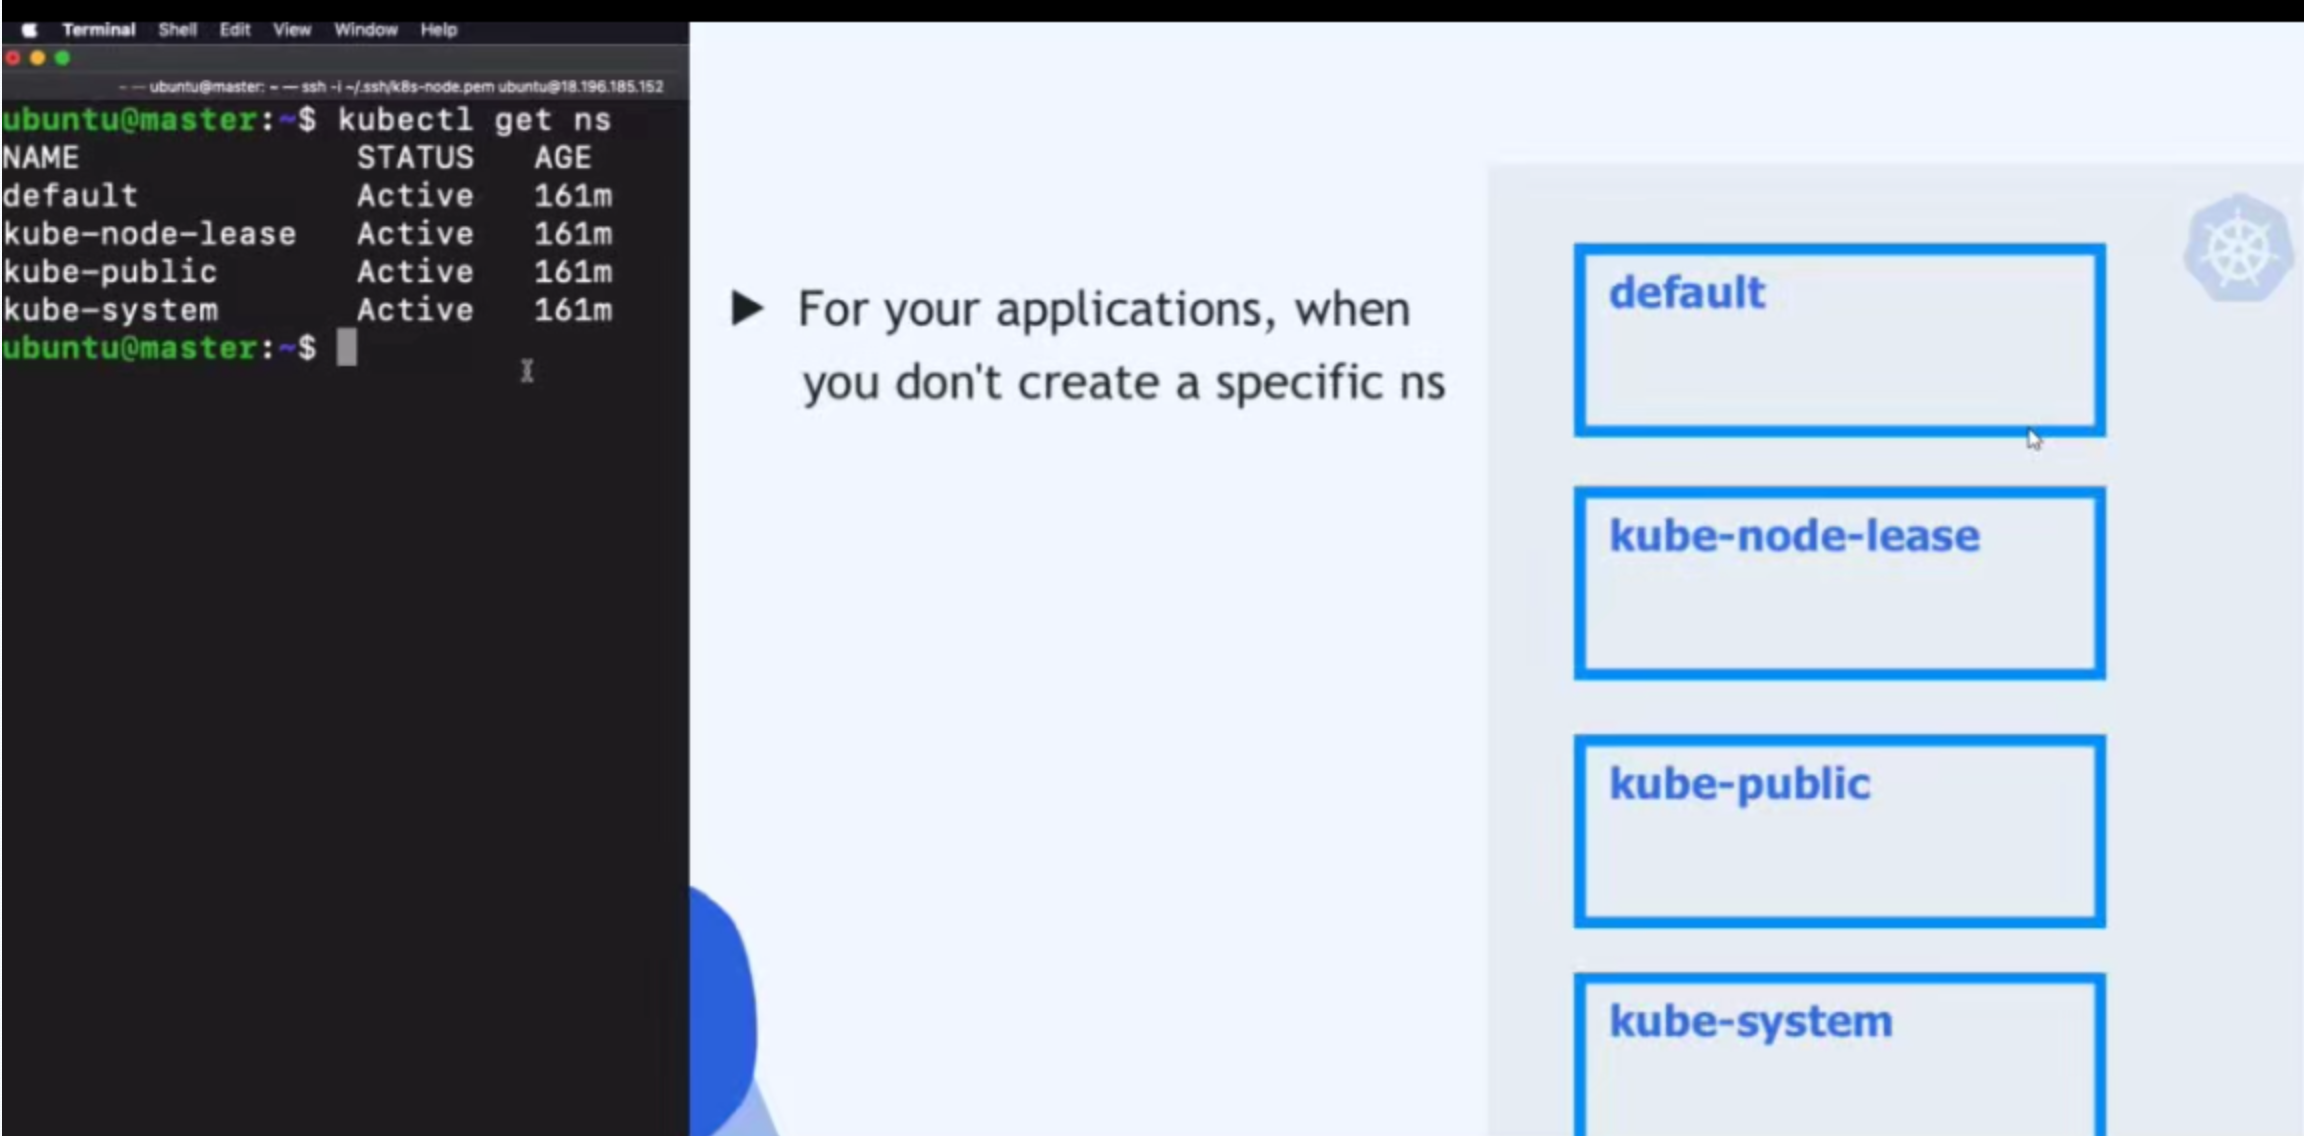 Terminal Shell Edit View Window Help
~ — ubuntu@master: ~ — ssh -i ~/.ssh/k8s-node.pem ubuntu@18.196.185.152
ubuntu@master:~$ kubectl get ns
NAME STATUS AGE
default Active 161m
kube-node-lease Active 161m
kube-public Active 161m
kube-system Active 161m
ubuntu@master:~$
► For your applications, when
you don't create a specific ns
default
kube-node-lease
kube-public
kube-system